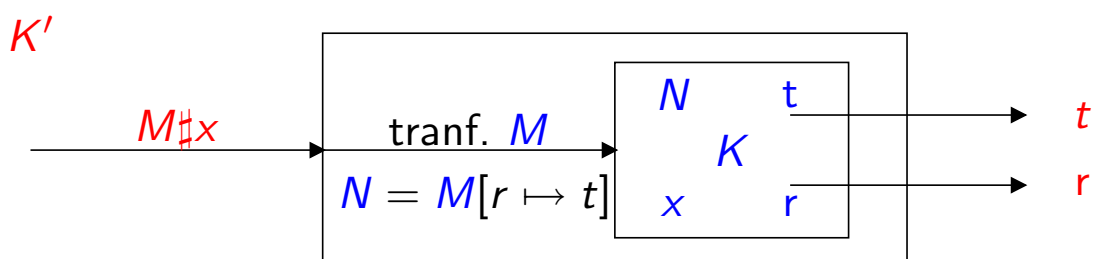 K′
M♯x
tranf. M
N = M[r ↦ t]
N t
K
x r
t
r